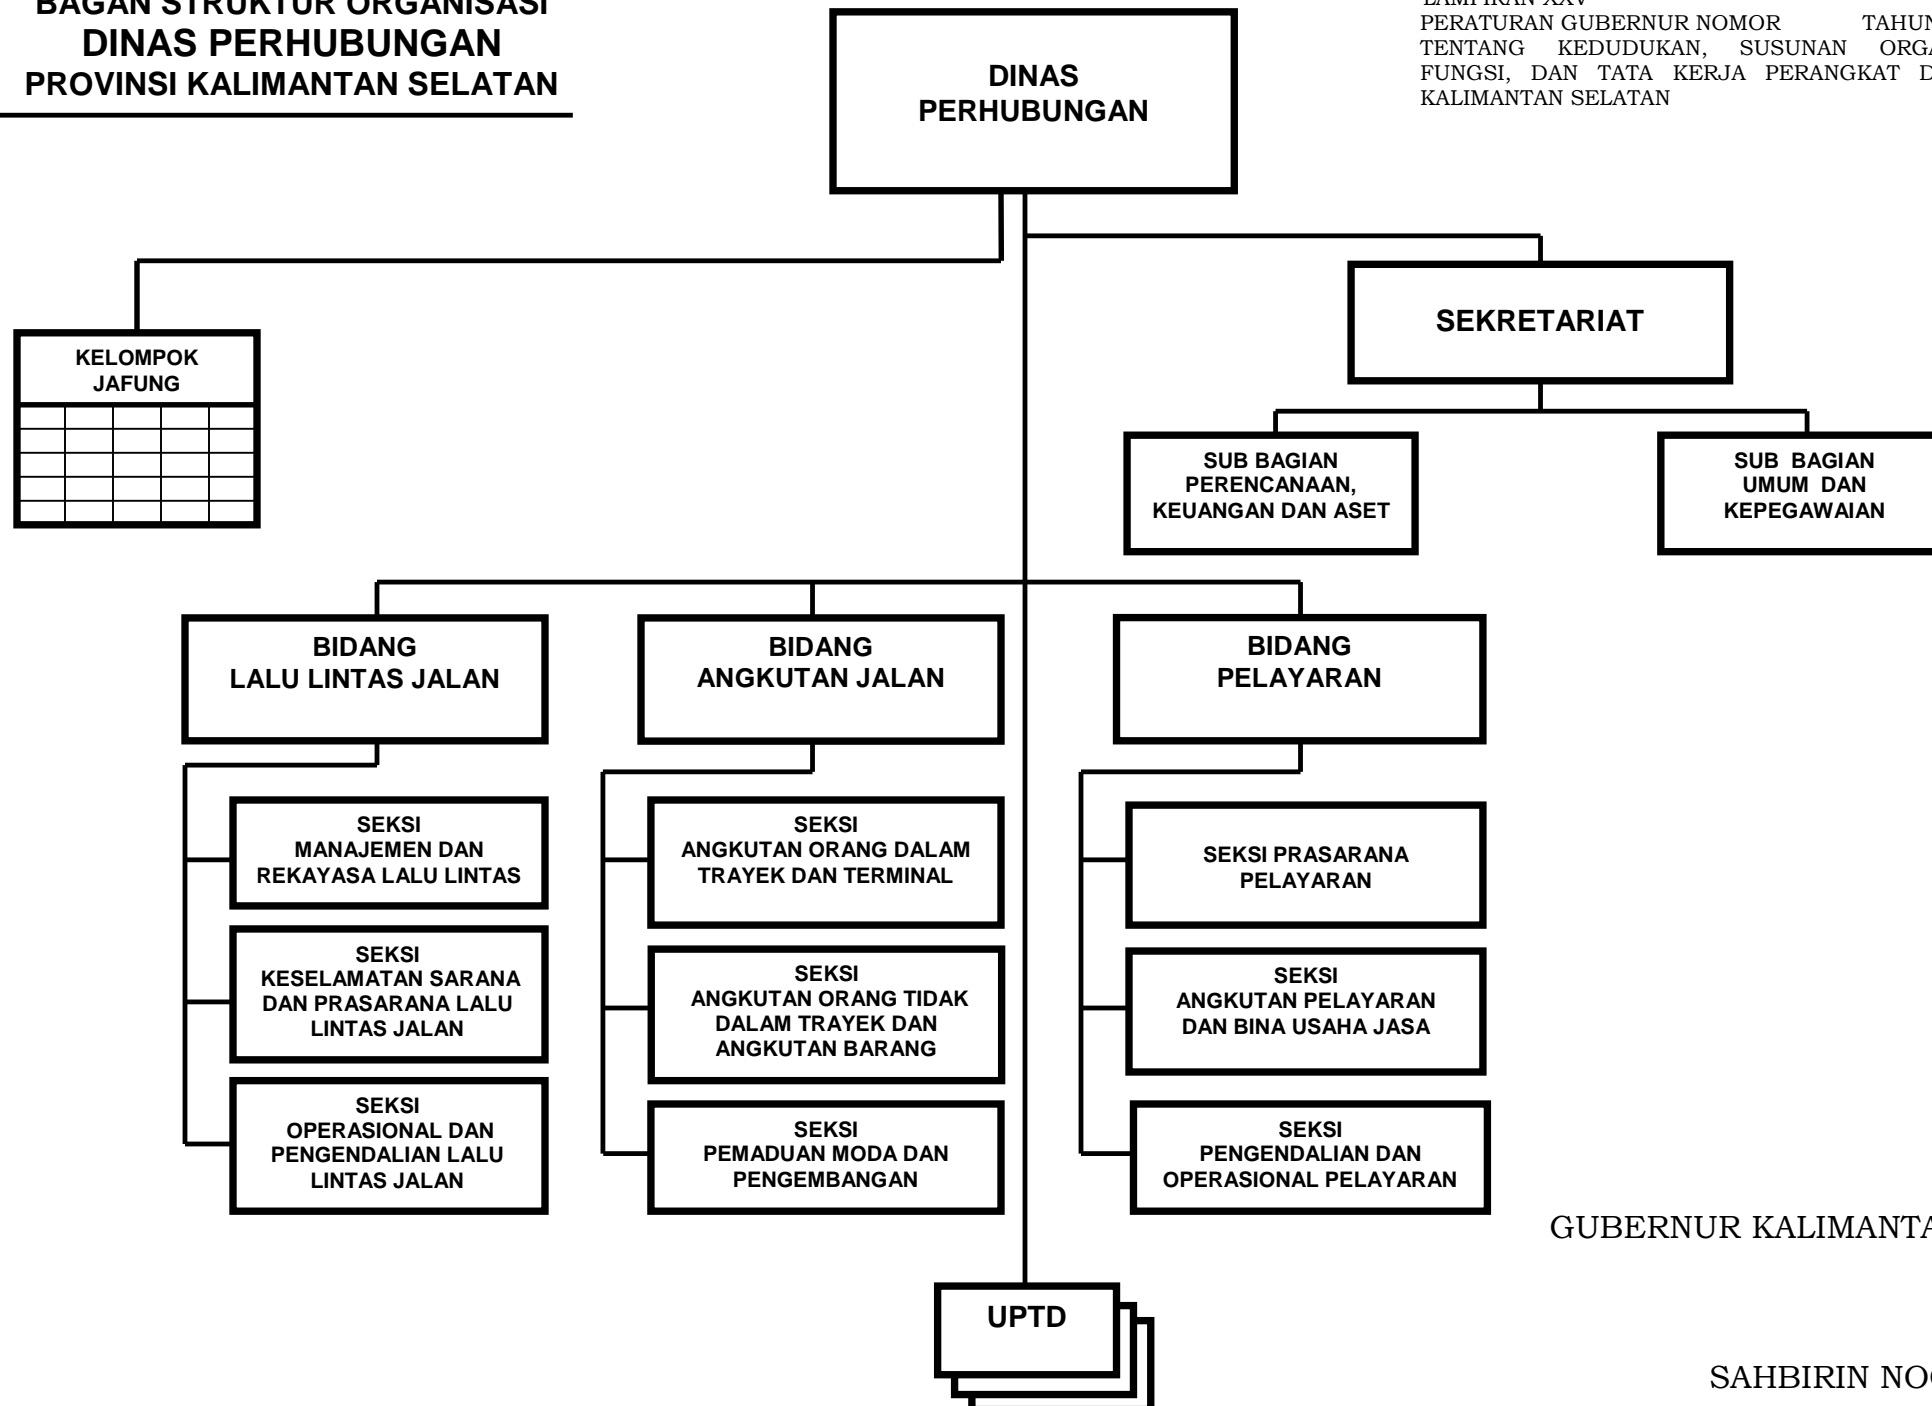 BAGAN STRUKTUR ORGANISASI
DINAS PERHUBUNGAN
PROVINSI KALIMANTAN SELATAN
LAMPIRAN XXV
PERATURAN GUBERNUR NOMOR TAHUN
TENTANG KEDUDUKAN, SUSUNAN
FUNGSI, DAN TATA KERJA PERANGKAT
KALIMANTAN SELATAN
DINAS
PERHUBUNGAN
SEKRETARIAT
KELOMPOK
JAFUNG
SUB BAGIAN
PERENCANAAN,
KEUANGAN DAN ASET
SUB BAGIAN
UMUM DAN
KEPEGAWAIAN
BIDANG
LALU LINTAS JALAN
BIDANG
ANGKUTAN JALAN
BIDANG
PELAYARAN
SEKSI
MANAJEMEN DAN
REKAYASA LALU LINTAS
SEKSI
KESELAMATAN SARANA
DAN PRASARANA LALU
LINTAS JALAN
SEKSI
OPERASIONAL DAN
PENGENDALIAN LALU
LINTAS JALAN
SEKSI
ANGKUTAN ORANG DALAM
TRAYEK DAN TERMINAL
SEKSI
ANGKUTAN ORANG TIDAK
DALAM TRAYEK DAN
ANGKUTAN BARANG
SEKSI
PEMADUAN MODA DAN
PENGEMBANGAN
SEKSI PRASARANA
PELAYARAN
SEKSI
ANGKUTAN PELAYARAN
DAN BINA USAHA JASA
SEKSI
PENGENDALIAN DAN
OPERASIONAL PELAYARAN
UPTD
GUBERNUR
SAHBIRIN